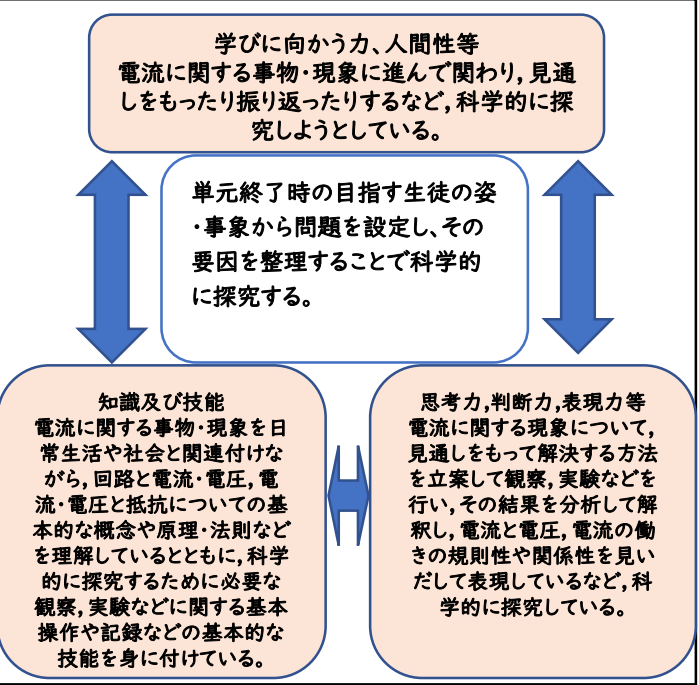 学びに向かう力、人間性等
電流に関する事物・現象に進んで関わり,見通
しをもったり振り返ったりするなど,科学的に探
究しようとしている。
単元終了時の目指す生徒の姿
・事象から問題を設定し、その
要因を整理することで科学的
に探究する。
知識及び技能
電流に関する事物・現象を日
常生活や社会と関連付けな
がら,回路と電流・電圧,電
流・電圧と抵抗についての基
本的な概念や原理・法則など
を理解しているとともに,科学
的に探究するために必要な
観察,実験などに関する基本
操作や記録などの基本的な
技能を身に付けている。
思考力,判断力,表現力等
電流に関する現象について,
見通しをもって解決する方法
を立案して観察,実験などを
行い,その結果を分析して解
釈し,電流と電圧,電流の働
きの規則性や関係性を見い
だして表現しているなど,科
学的に探究している。